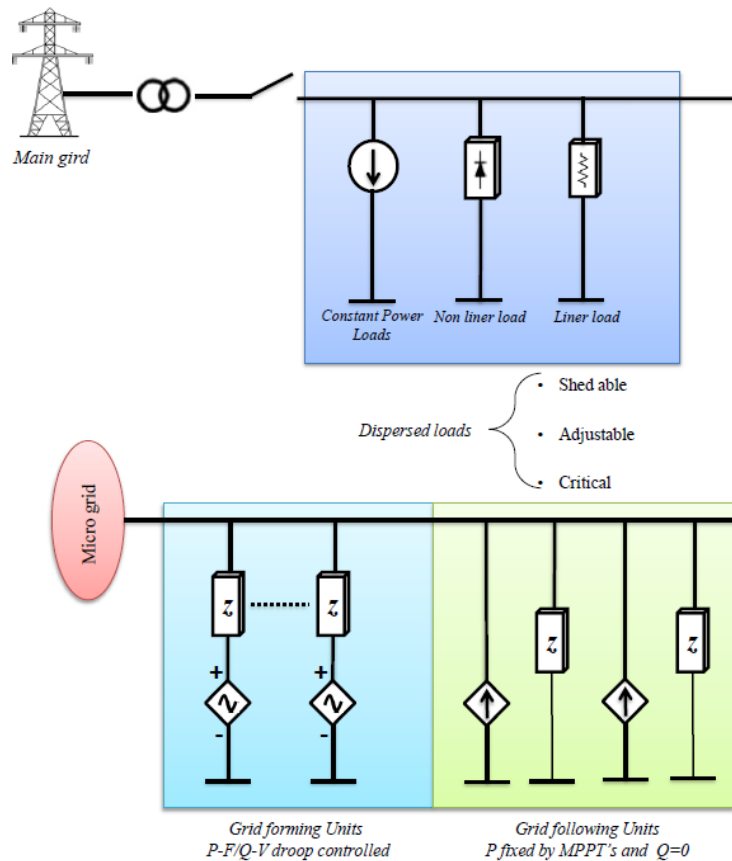 Main gird
Constant Power
Loads
Non liner load
Liner load
Dispersed loads
• Shed able
• Adjustable
• Critical
Micro grid
z
z
z
z
+
-
+
-
Grid forming Units
P-F/Q-V droop controlled
Grid following Units
P fixed by MPPT's and Q=0